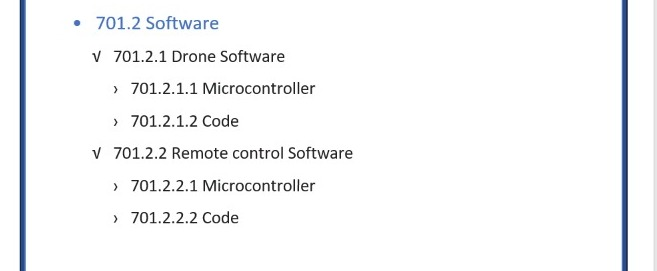 • 701.2 Software
√ 701.2.1 Drone Software
› 701.2.1.1 Microcontroller
› 701.2.1.2 Code
√ 701.2.2 Remote control Software
› 701.2.2.1 Microcontroller
› 701.2.2.2 Code